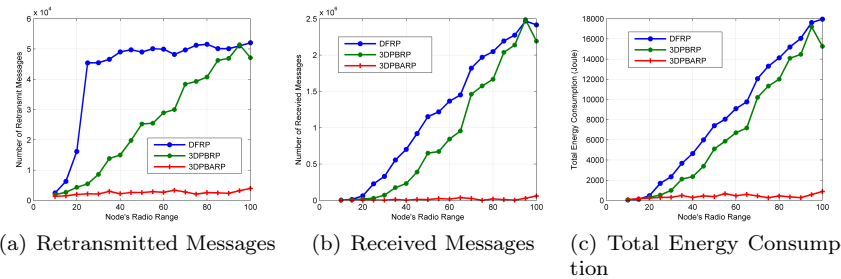 6 x 10^4
5
4
3
2
1
0
0 20 40 60 80 100
Node's Radio Range
Number of Retransmit Messages
DFRP
3DPBRP
3DPBARP
(a) Retransmitted Messages
2.5 x 10^6
2
1.5
1
0.5
0
0 20 40 60 80 100
Node's Radio Range
Number of Recevied Messages
DFRP
3DPBRP
3DPBARP
(b) Received Messages
18000
16000
14000
12000
10000
8000
6000
4000
2000
0
0 20 40 60 80 100
Node's Radio Range
Total Energy Consumption (Joule)
DFRP
3DPBRP
3DPBARP
(c) Total Energy Consump
tion